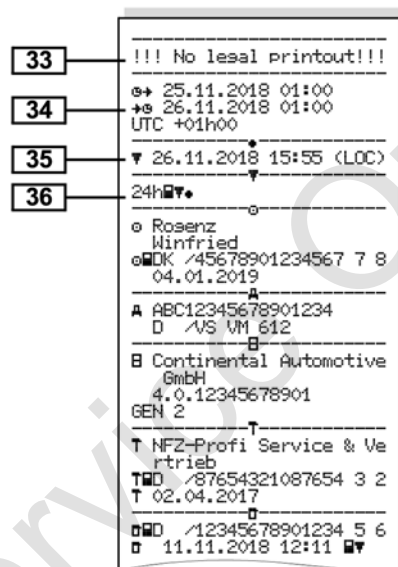 33 !!! No legal printout!!!
25.11.2018 01:00
34 26.11.2018 01:00
UTC +01h00
35 ▼ 26.11.2018 15:55 (LOC)
▼
36 24h▼
Rogenz
Winfried
DK /45678901234567 7 8
04.01.2019
A
A ABC12345678901234
D /VS VM 612
B
B Continental Automotive
GmbH
4.0.12345678901
GEN 2
T
T NFZ-Profi Service & Ve
rtrieb
T D /87654321087654 3 2
T 02.04.2017
D /12345678901234 5 6
11.11.2018 12:11 ▼
Service